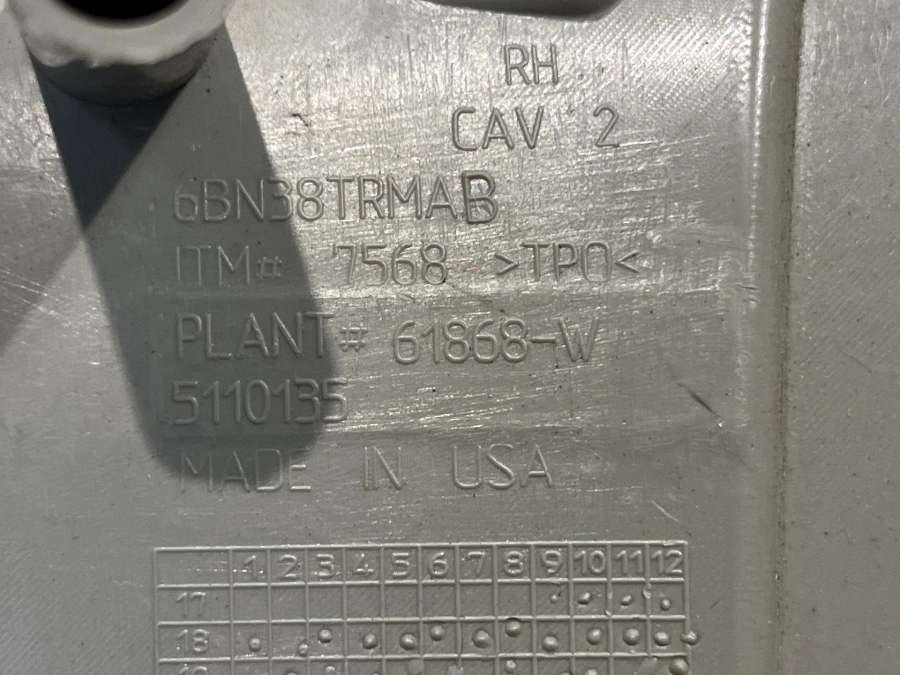 RH
CAV 2
6BN38TRMAB
ITM# 7568 >TPO<
PLANT# 61868-W
5110135
MADE IN USA
1 2 3 4 5 6 7 8 9 10 11 12
17
18